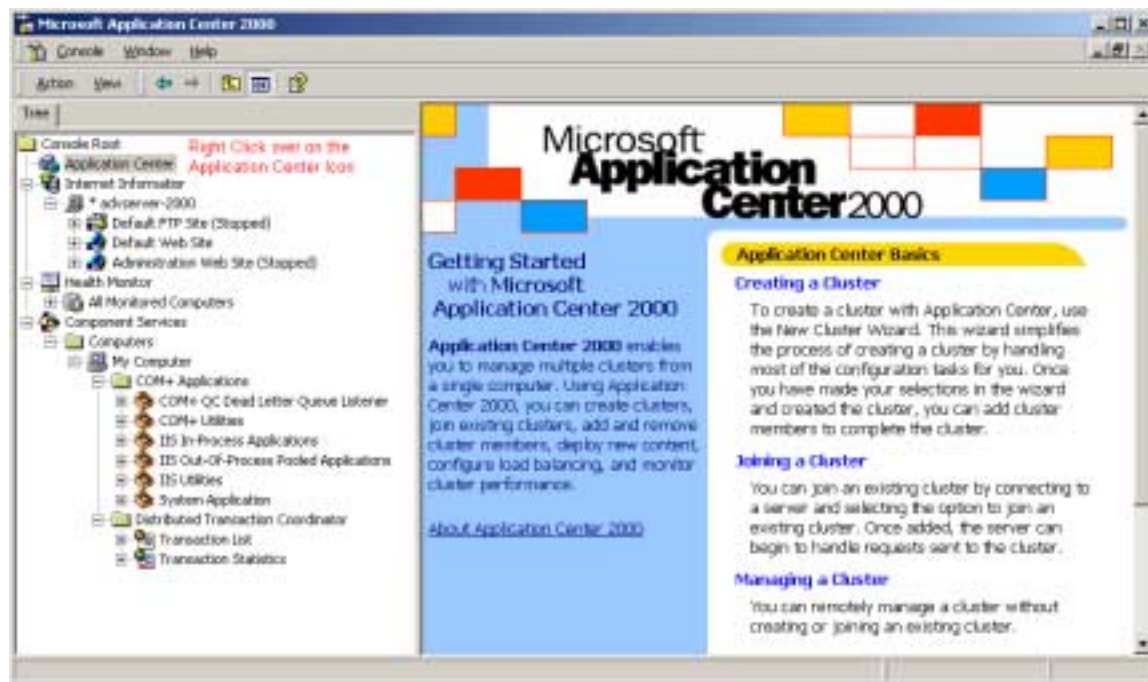 Microsoft Application Center 2000
Console Window Help
Action View
Tree
Console Root
Application Center
Right Click over on the
Application Center Icon
Internet Informator
* advserver-2000
Default FTP Site (Stopped)
Default Web Site
Administration Web Site (Stopped)
Health Monitor
All Monitored Computers
Component Services
Computers
My Computer
COM+ Applications
COM+ QC Dead Letter Queue Listener
COM+ Utilities
IIS In-Process Applications
IIS Out-Of-Process Pooled Applications
IIS Utilities
System Application
Distributed Transaction Coordinator
Transaction List
Transaction Statistics
Microsoft
Application
Center 2000
Getting Started
with Microsoft
Application Center 2000
Application Center 2000 enables
you to manage multiple clusters from
a single computer. Using Application
Center 2000, you can create clusters,
join existing clusters, add and remove
cluster members, deploy new content,
configure load balancing, and monitor
cluster performance.
About Application Center 2000
Application Center Basics
Creating a Cluster
To create a cluster with Application Center, use
the New Cluster Wizard. This wizard simplifies
the process of creating a cluster by handling
most of the configuration tasks for you. Once
you have made your selections in the wizard
and created the cluster, you can add cluster
members to complete the cluster.
Joining a Cluster
You can join an existing cluster by connecting to
a server and selecting the option to join an
existing cluster. Once added, the server can
begin to handle requests sent to the cluster.
Managing a Cluster
You can remotely manage a cluster without
creating or joining an existing cluster.